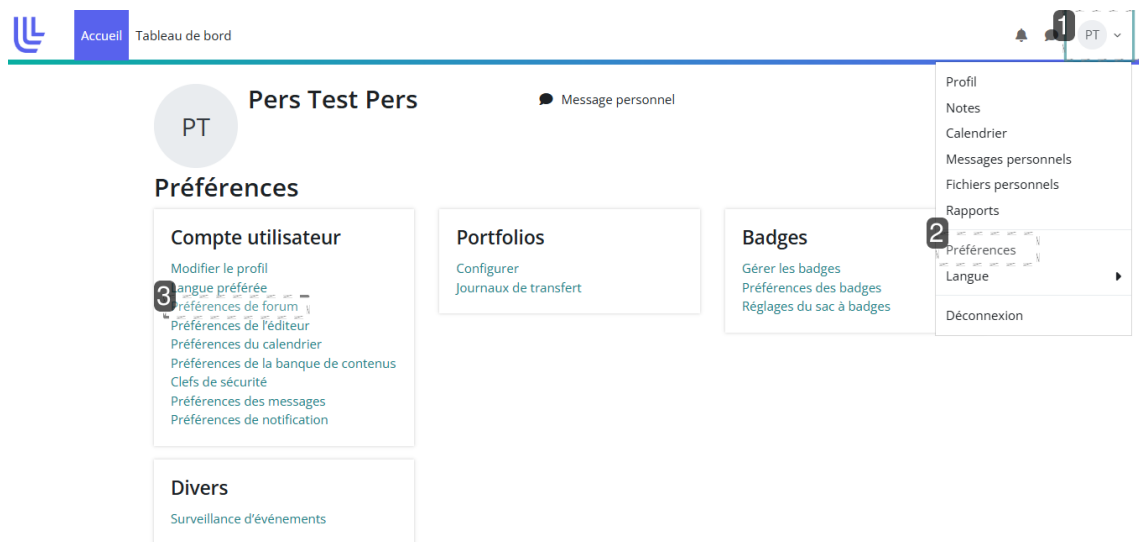 Accueil Tableau de bord
1
PT
Profil
Notes
Calendrier
Messages personnels
Fichiers personnels
Rapports
2
Préférences
Langue
Déconnexion
PT
Pers Test Pers
Message personnel
Préférences
Compte utilisateur
Modifier le profil
Langue préférée
3
Préférences de forum
Préférences de l'éditeur
Préférences du calendrier
Préférences de la banque de contenus
Clefs de sécurité
Préférences des messages
Préférences de notification
Portfolios
Configurer
Journaux de transfert
Badges
Gérer les badges
Préférences des badges
Réglages du sac à badges
Divers
Surveillance d'événements